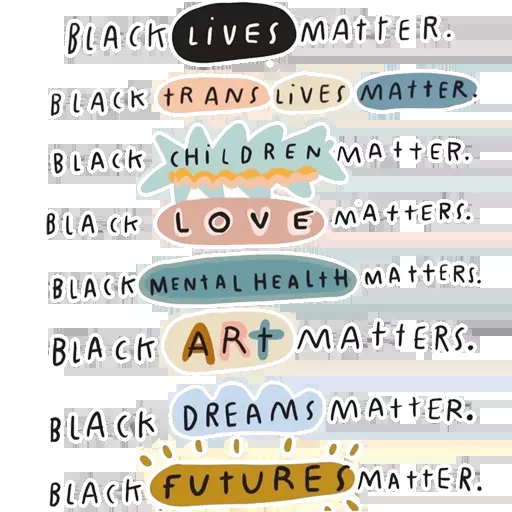 BLACK LiVES MATTER.
BLACK tRANS LiVES MATTER.
BLACK CHiLDREN MATTER.
BLACK LOVE MATTERS.
BLACK MENTAL HEALTH MATTERS.
BLACK ARt MATTERS.
BLACK DREAMS MATTER.
BLACK FUTURES MATTER.